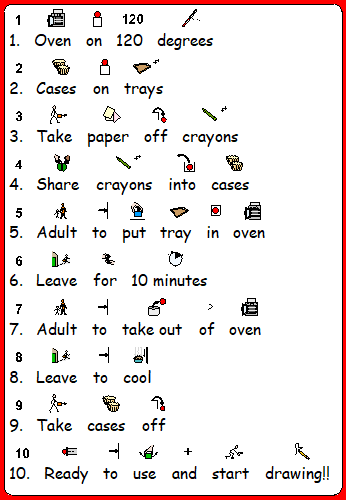 1 120
1. Oven on 120 degrees
2
2. Cases on trays
3
3. Take paper off crayons
4
4. Share crayons into cases
5
5. Adult to put tray in oven
6
6. Leave for 10 minutes
7
7. Adult to take out of oven
8
8. Leave to cool
9
9. Take cases off
10 +
10. Ready to use and start drawing!!